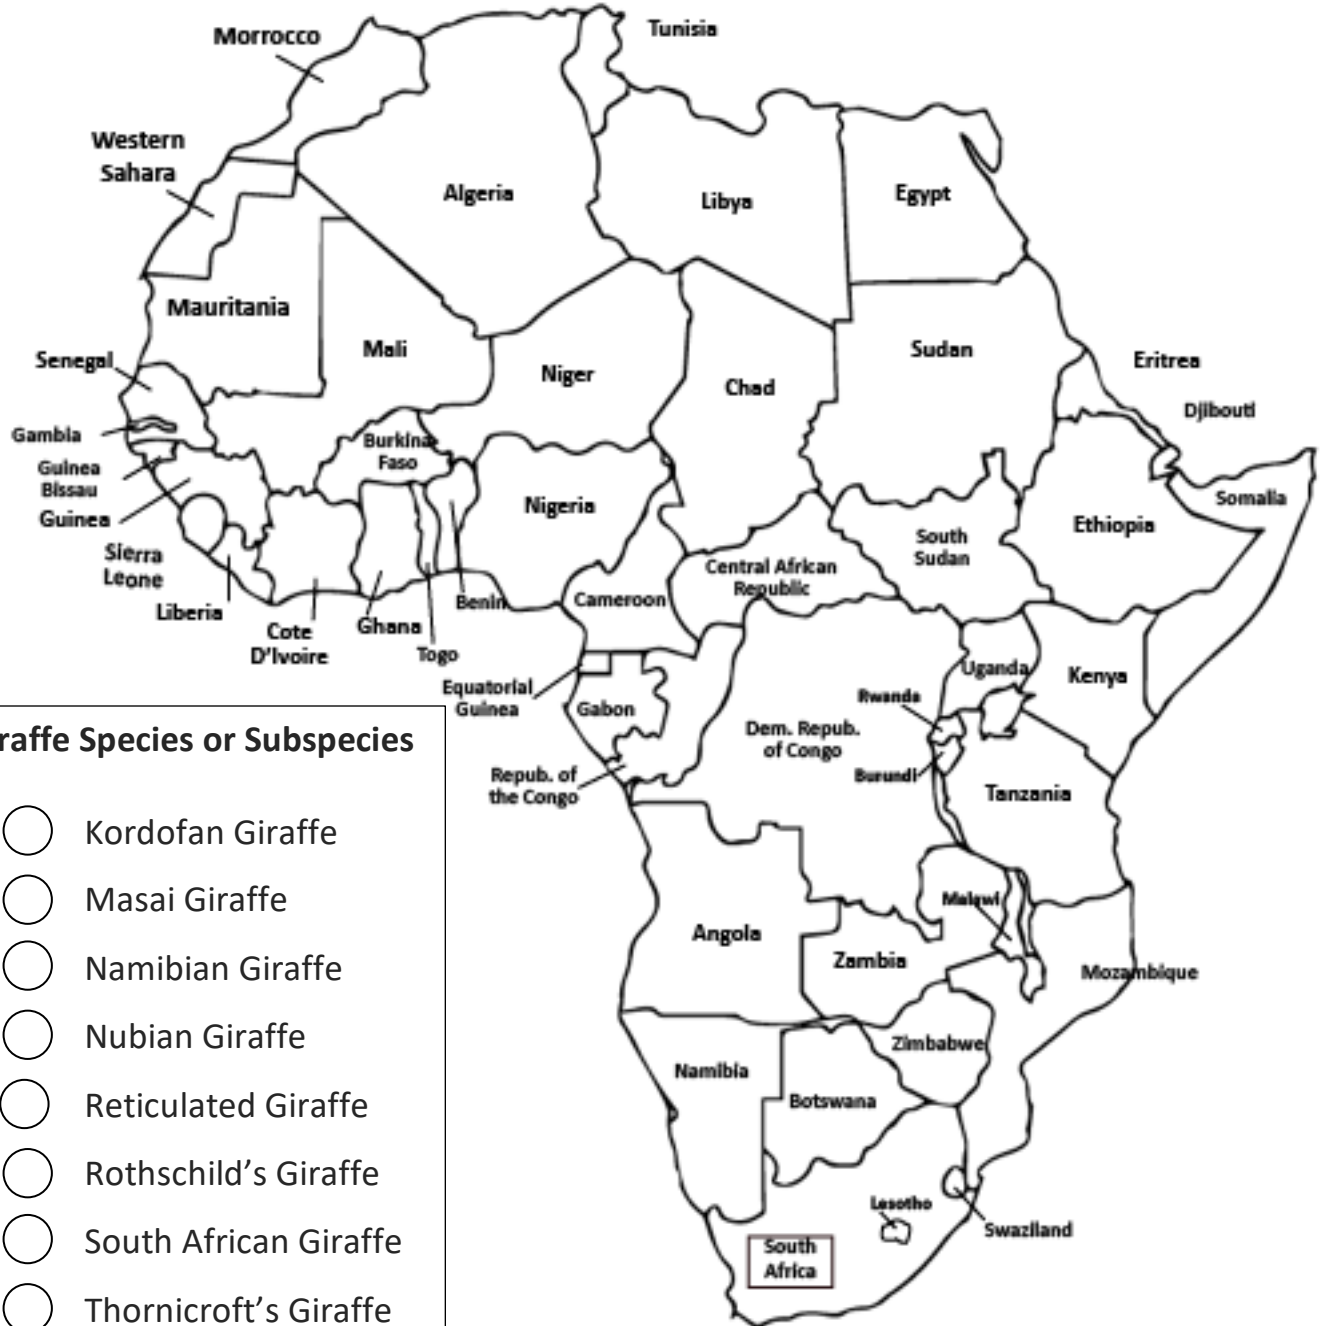 Morrocco
Tunisia
Western
Sahara
Algeria
Libya
Egypt
Mauritania
Mali
Niger
Chad
Sudan
Eritrea
Djibouti
Senegal
Gambia
Guinea
Bissau
Guinea
Sierra
Leone
Liberia
Cote
D'Ivoire
Burkina
Faso
Ghana
Togo
Benin
Nigeria
Cameroon
Central African
Republic
South
Sudan
Ethiopia
Somalia
Equatorial
Guinea
Gabon
Repub. of
the Congo
Dem. Repub.
of Congo
Uganda
Kenya
Rwanda
Burundi
Tanzania
Angola
Zambia
Malawi
Mozambique
Namibia
Botswana
Zimbabwe
Lesotho
Swaziland
South
Africa
raffe Species or Subspecies
Kordofan Giraffe
Masai Giraffe
Namibian Giraffe
Nubian Giraffe
Reticulated Giraffe
Rothschild’s Giraffe
South African Giraffe
Thornicroft’s Giraffe